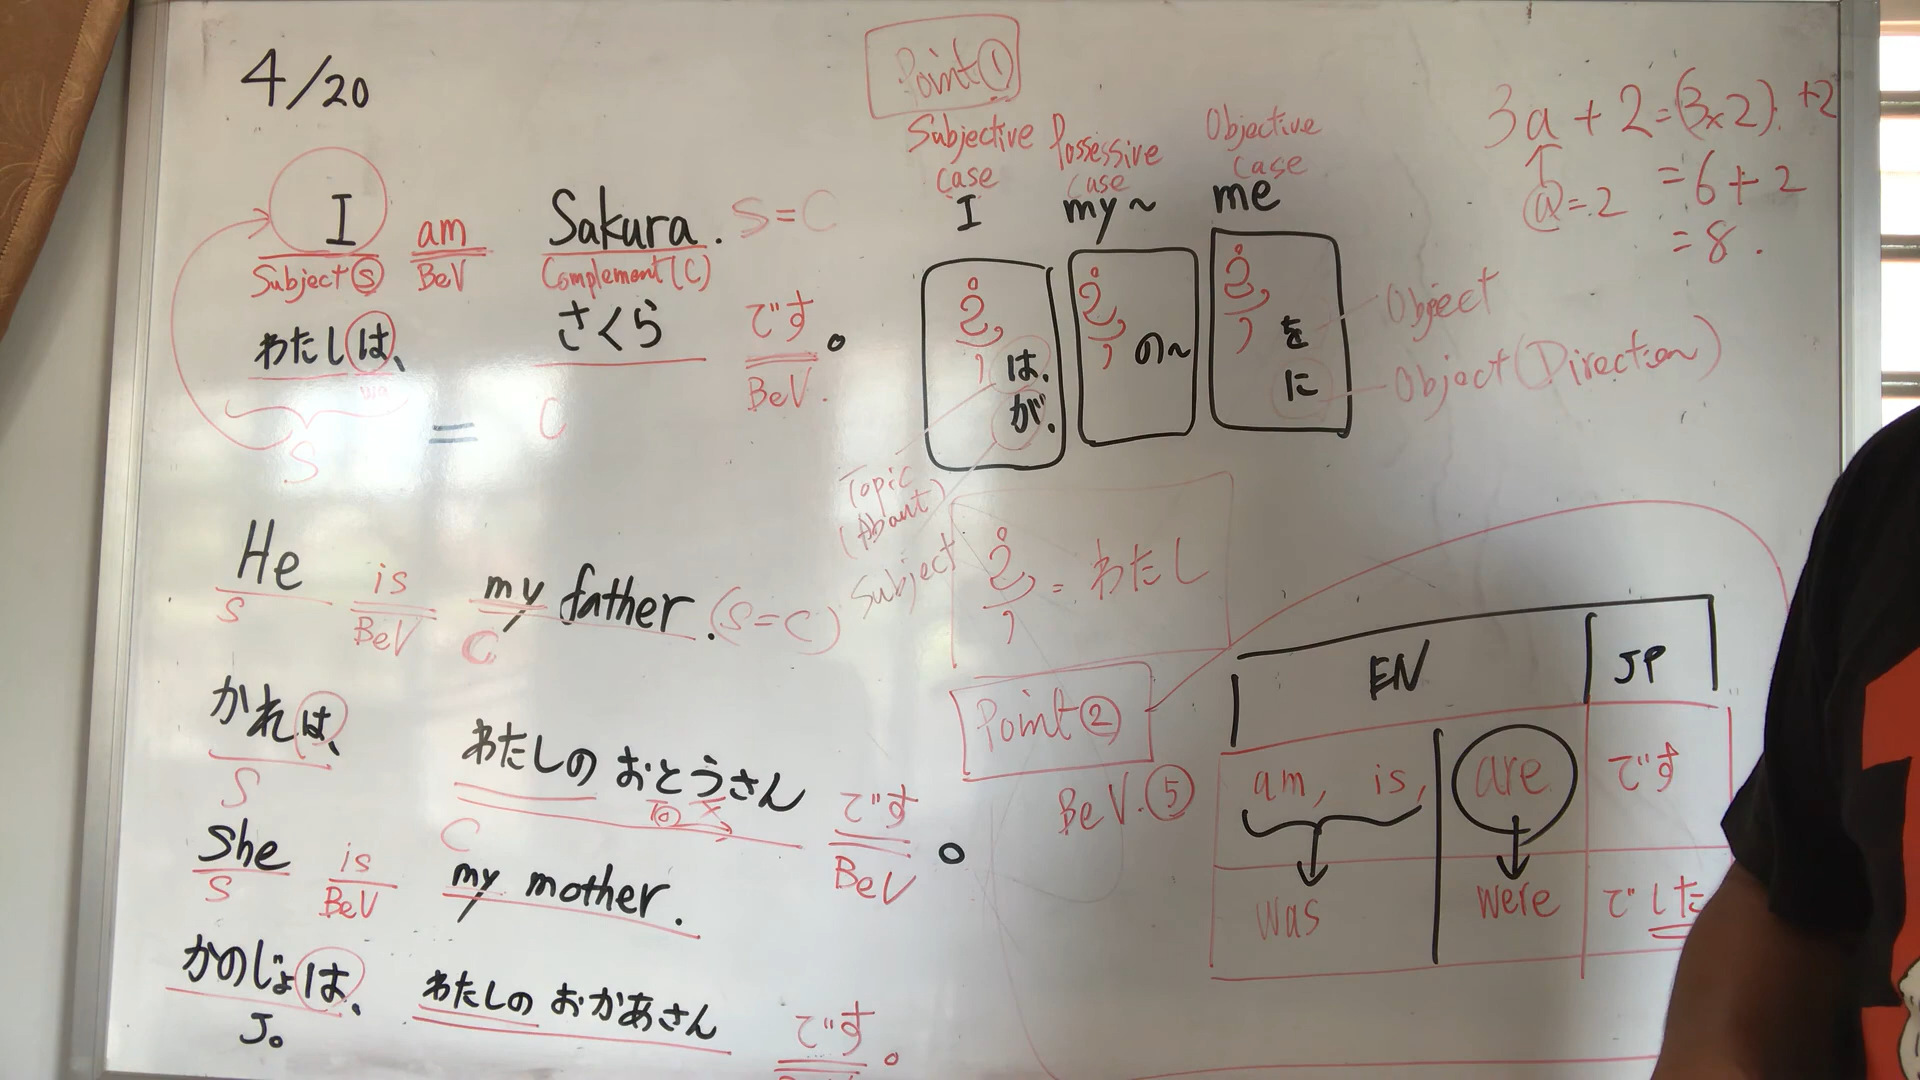 4/20
I am Sakura. S=C
Subject(S) BeV Complement(C)
わたしは、 さくら です。
wa
BeV.
S = C
He is my father. (S=C)
S BeV C
かれは、 わたしの おとうさん です。
S C BeV
She is my mother.
S BeV
かのじょは、 わたしの おかあさん です。
J。
Point①
Subjective case Possessive case Objective case
I my~ me
は、 の~ を
が、 に
Object
Object (Direction)
Topic
(About)
Subject
= わたし
3a + 2 = (3×2). +2
a = 2 = 6 + 2
= 8.
Point②
BeV.⑤
EN JP
am, is, are です
was were でした